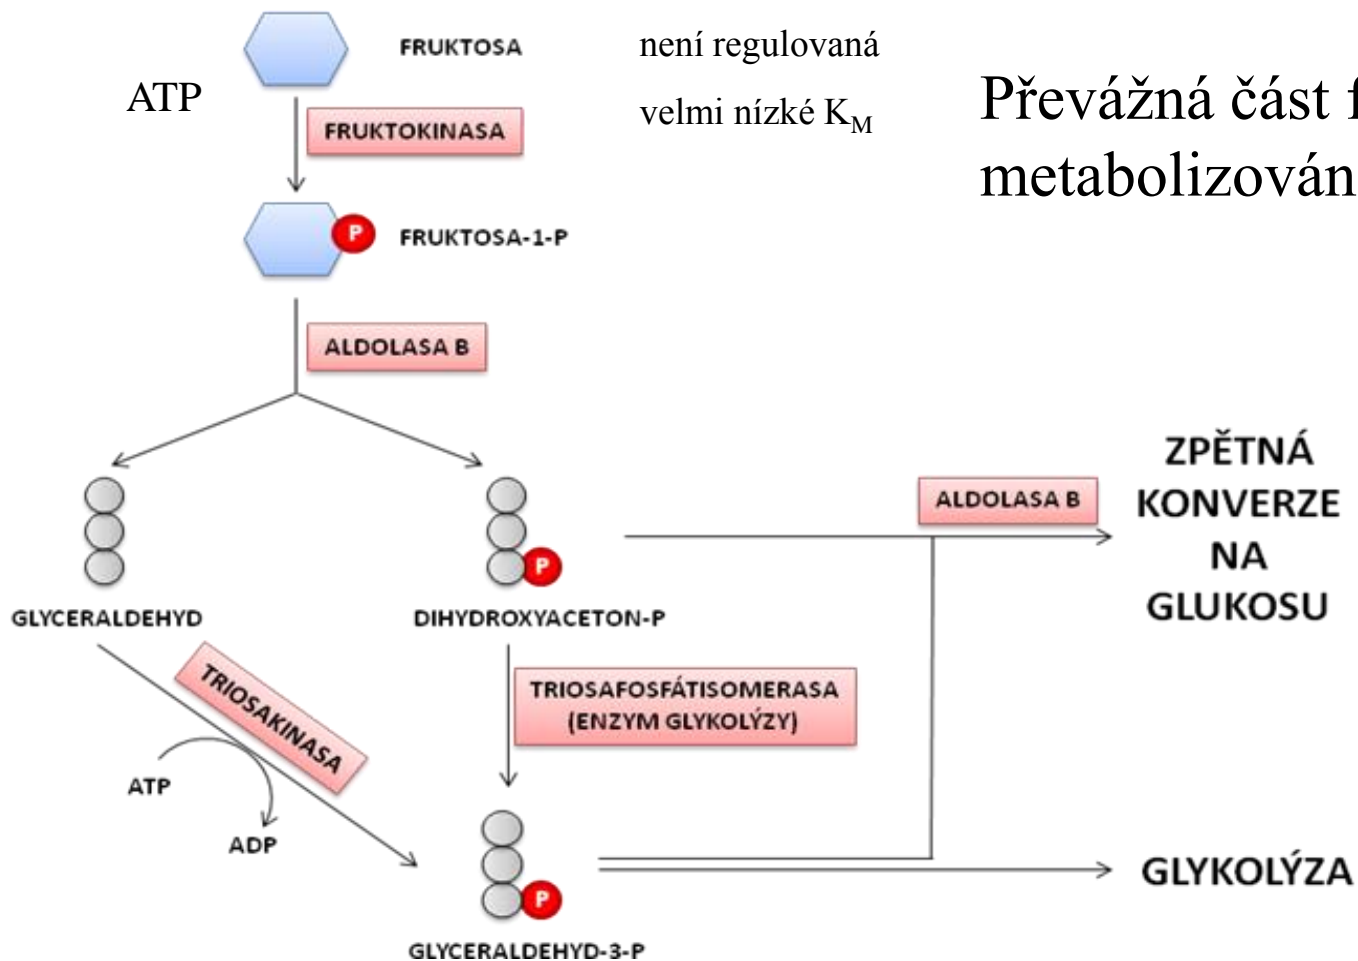 FRUKTOSA
není regulovaná
ATP
velmi nízké K_M
Převážná část f
metabolizován
FRUKTOKINASA
P
FRUKTOSA-1-P
ALDOLASA B
ALDOLASA B
ZPĚTNÁ
KONVERZE
NA
GLUKOSU
P
GLYCERALDEHYD
DIHYDROXYACETON-P
TRIOSAKINASA
TRIOSAFOSFÁTISOMERASA
(ENZYM GLYKOLÝZY)
ATP
ADP
P
GLYKOLÝZA
GLYCERALDEHYD-3-P